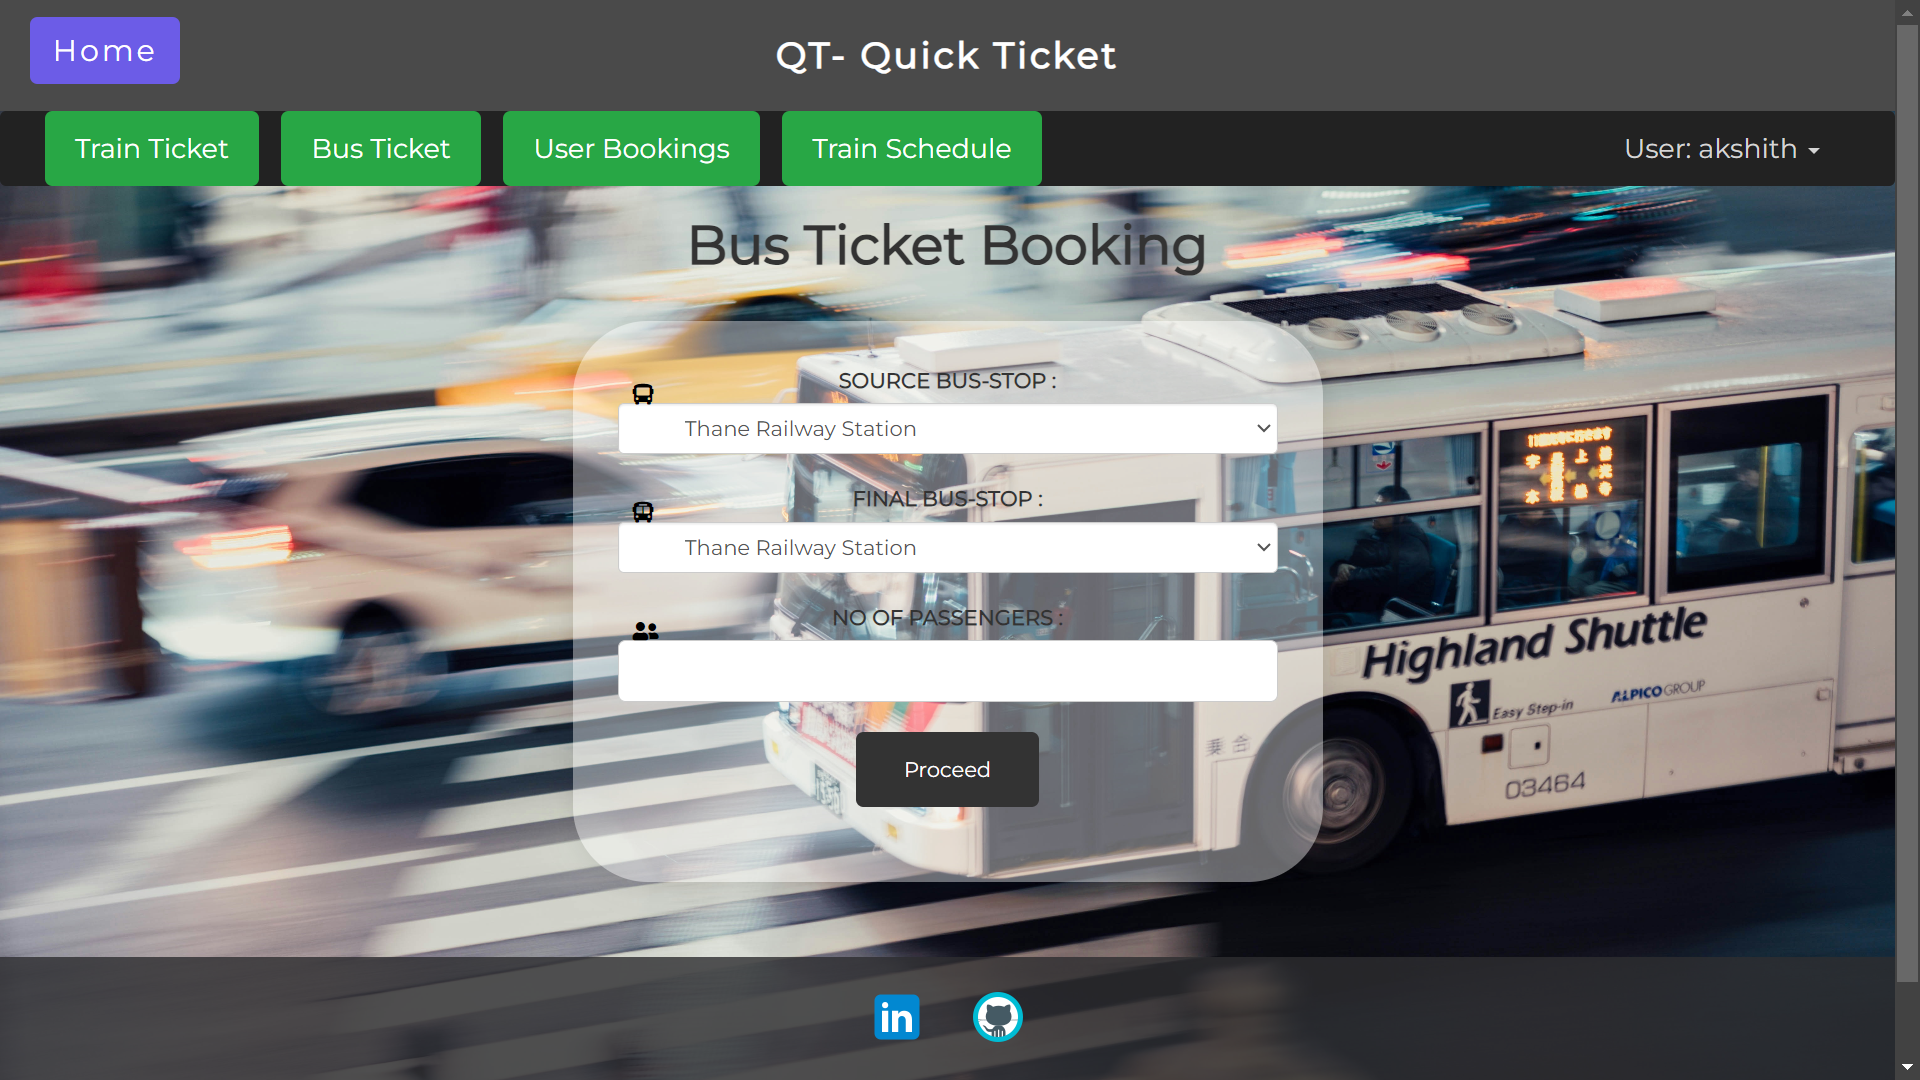 Home
QT- Quick Ticket
Train Ticket
Bus Ticket
User Bookings
Train Schedule
User: akshith
Bus Ticket Booking
SOURCE BUS-STOP :
Thane Railway Station
FINAL BUS-STOP :
Thane Railway Station
NO OF PASSENGERS :
Proceed
Highland Shuttle
Easy Step-in
ALPICO GROUP
乗合
03464
in